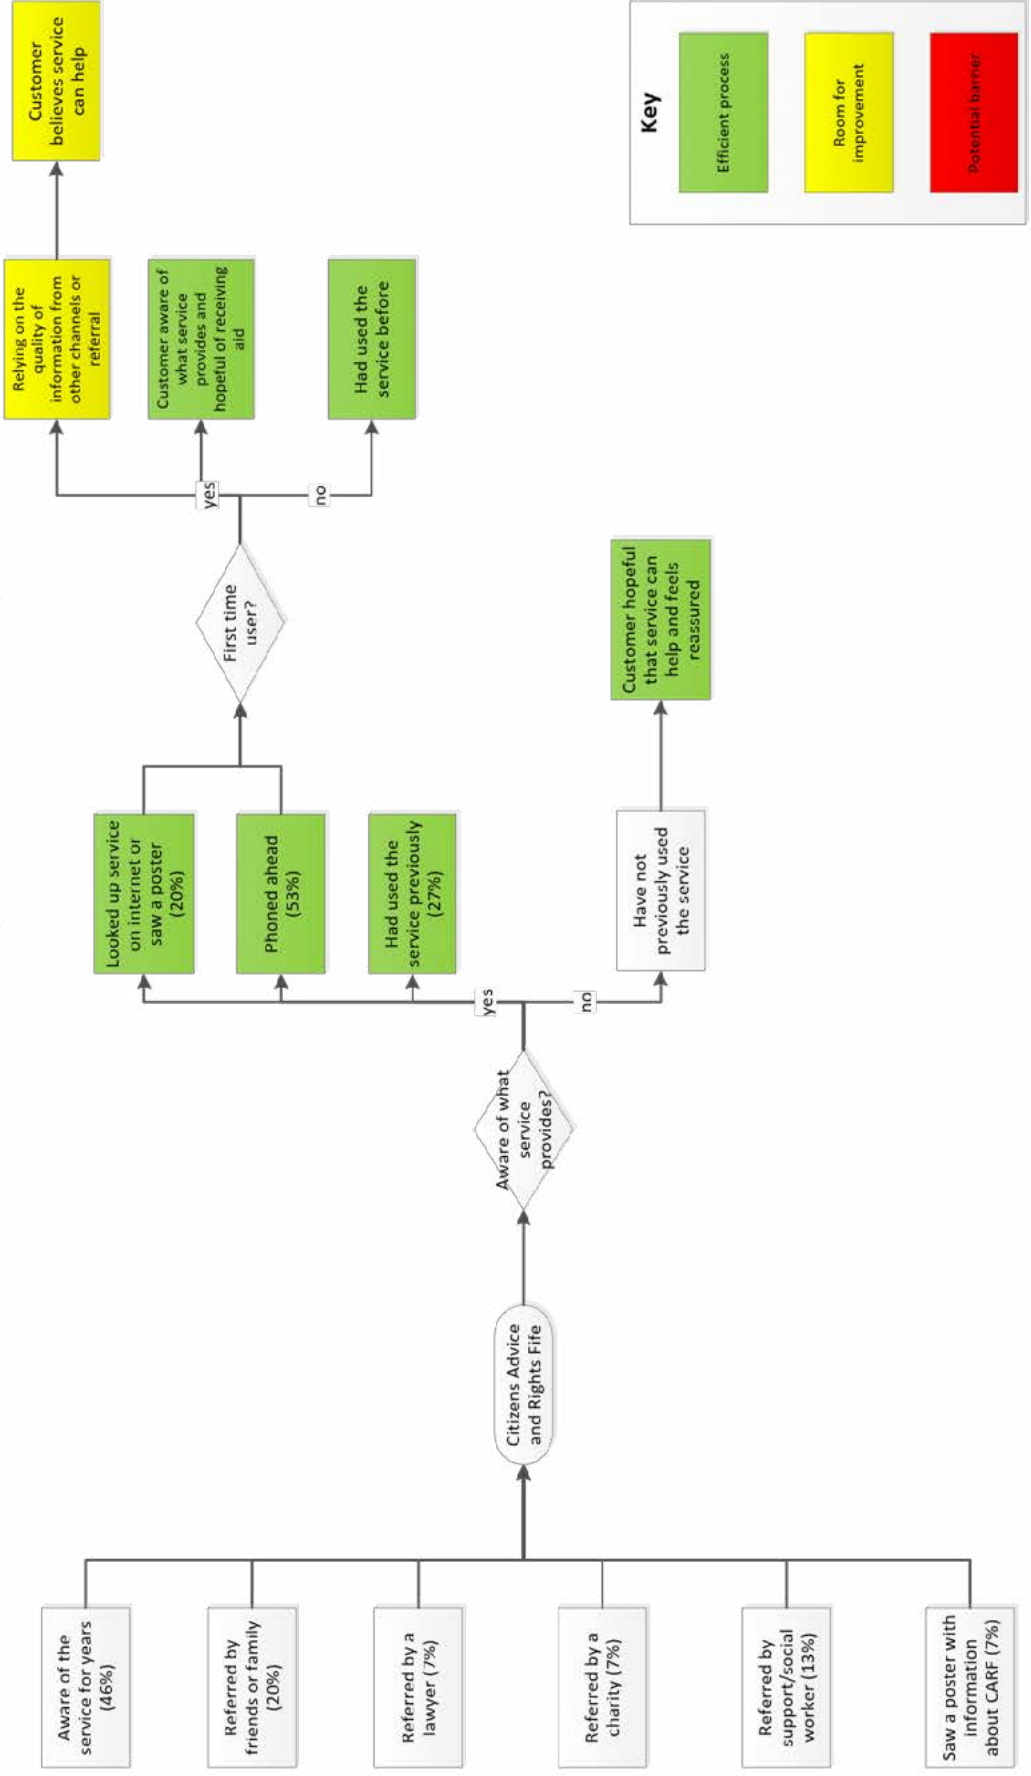 Aware of the
service for years
(46%)
Referred by
friends or family
(20%)
Referred by a
lawyer (7%)
Referred by a
charity (7%)
Referred by
support/social
worker (13%)
Saw a poster with
information
about CARF (7%)
Citizens Advice
and Rights Fife
Aware of what
service
provides?
yes
no
Looked up service
on internet or
saw a poster
(20%)
Phoned ahead
(53%)
Had used the
service previously
(27%)
Have not
previously used
the service
Customer hopeful
that service can
help and feels
reassured
First time
user?
yes
no
Relying on the
quality of
information from
other channels or
referral
Customer aware of
what service
provides and
hopeful of receiving
aid
Had used the
service before
Customer
believes service
can help
Key
Efficient process
Room for
improvement
Potential barrier